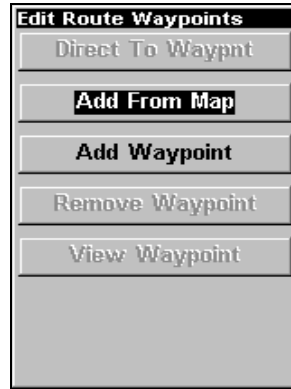 Edit Route Waypoints
Direct To Waypnt
Add From Map
Add Waypoint
Remove Waypoint
View Waypoint